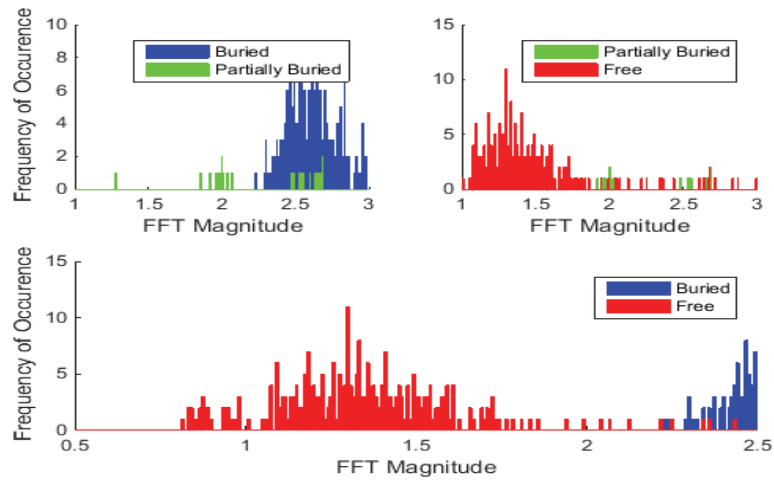 Frequency of Occurence
10
8
6
4
2
0
Buried
Partially Buried
1 1.5 2 2.5 3
FFT Magnitude
15
10
5
0
Partially Buried
Free
1 1.5 2 2.5 3
FFT Magnitude
Frequency of Occurence
15
10
5
0
Buried
Free
0.5 1 1.5 2 2.5
FFT Magnitude